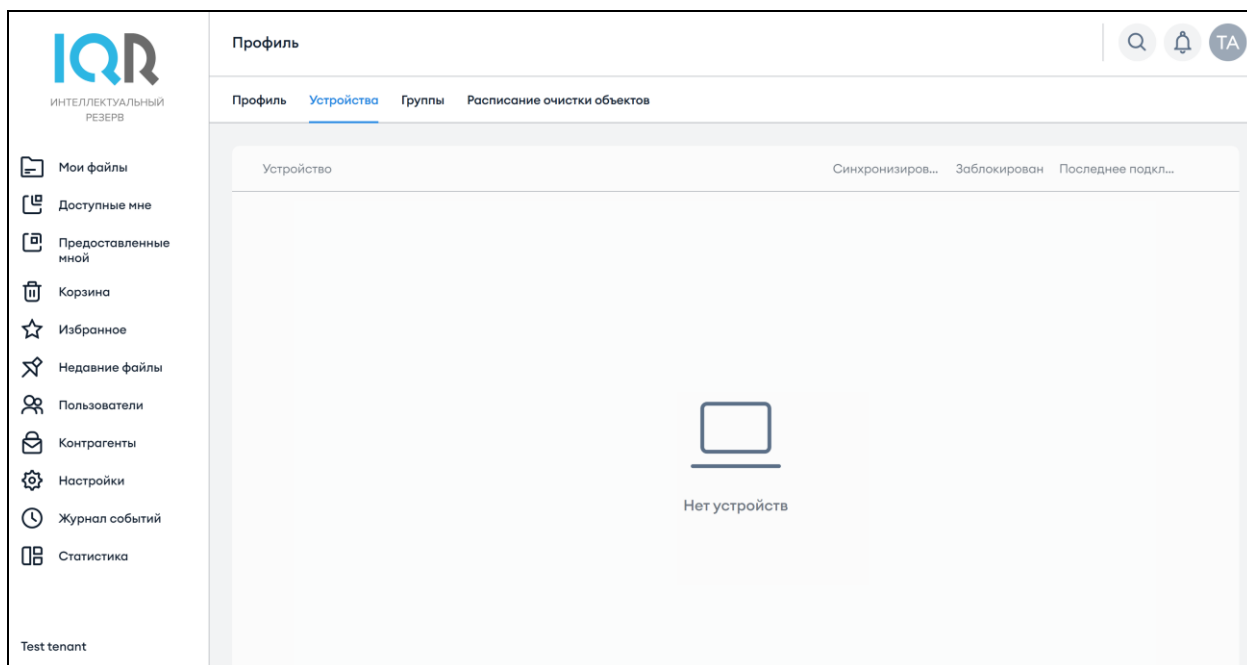 IQR
ИНТЕЛЛЕКТУАЛЬНЫЙ
РЕЗЕРВ
Мои файлы
Доступные мне
Предоставленные
мной
Корзина
Избранное
Недавние файлы
Пользователи
Контрагенты
Настройки
Журнал событий
Статистика
Test tenant
Профиль
TA
Профиль Устройства Группы Расписание очистки объектов
Устройство Синхронизиров... Заблокирован Последнее подкл...
Нет устройств